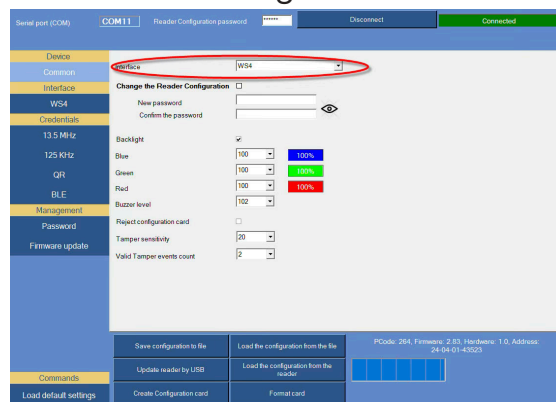 Serial port (COM) COM11 Reader Configuration password ****** Disconnect Connected
Device
Common
Interface
WS4
Credentials
13.5 MHz
125 KHz
QR
BLE
Management
Password
Firmware update
Commands
Load default settings
Interface WS4
Change the Reader Configuration
New password
Confirm the password
Backlight
Blue 100 100%
Green 100 100%
Red 100 100%
Buzzer level 102
Reject configuration card
Tamper sensitivity 20
Valid Tamper events count 2
Save configuration to file Load the configuration from the file
Update reader by USB Load the configuration from the
reader
Create Configuration card Format card
PCode: 264, Firmware: 2.83, Hardware: 1.0, Address:
24-04-01-43523